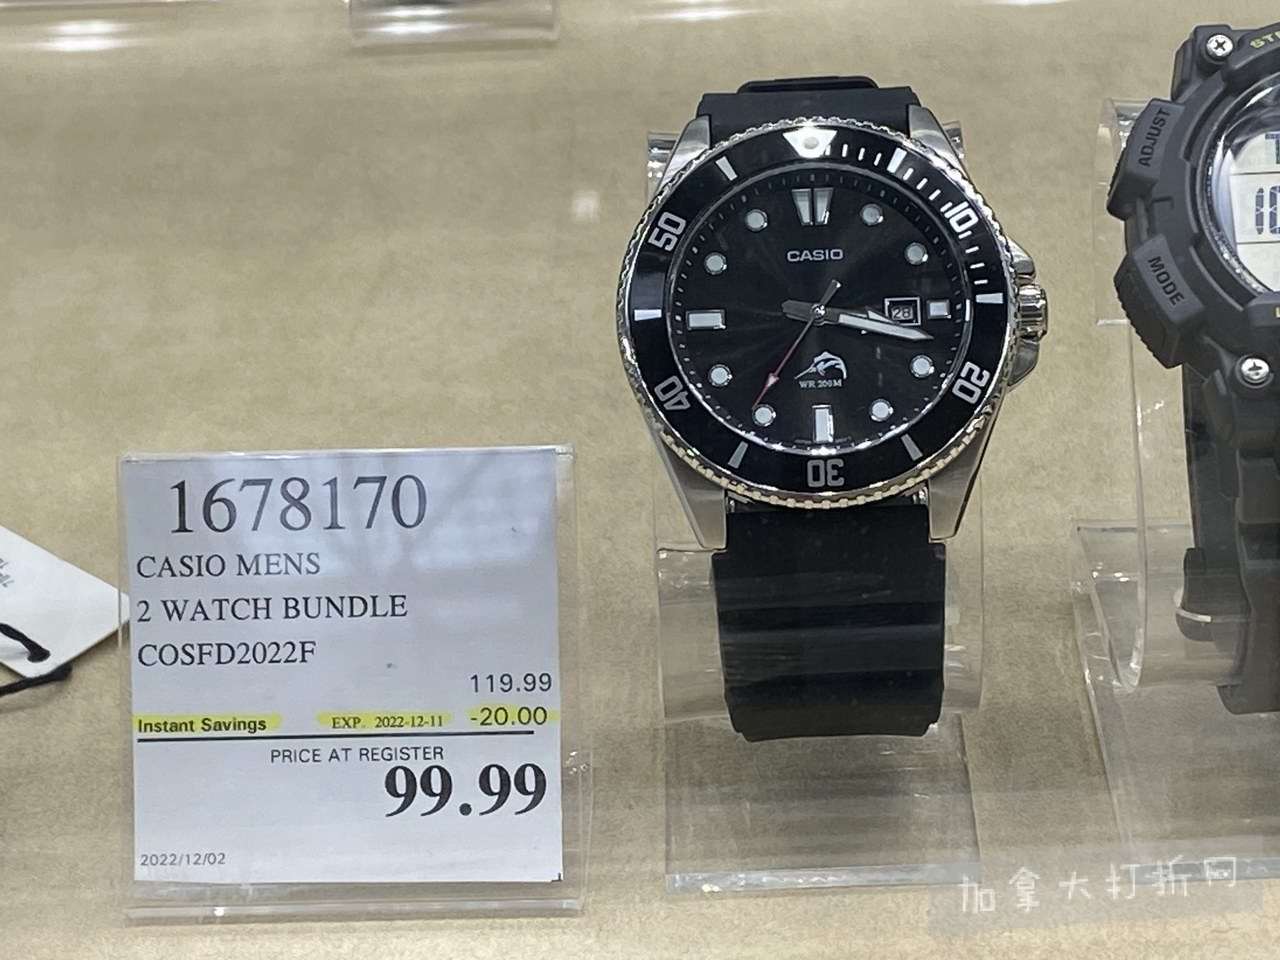 1678170
CASIO MENS
2 WATCH BUNDLE
COSFD2022F
119.99
Instant Savings EXP. 2022-12-11 -20.00
PRICE AT REGISTER
99.99
2022/12/02
50
10
20
30
40
CASIO
28
WR 200M
ADJUST
MODE
10
加拿大打折网